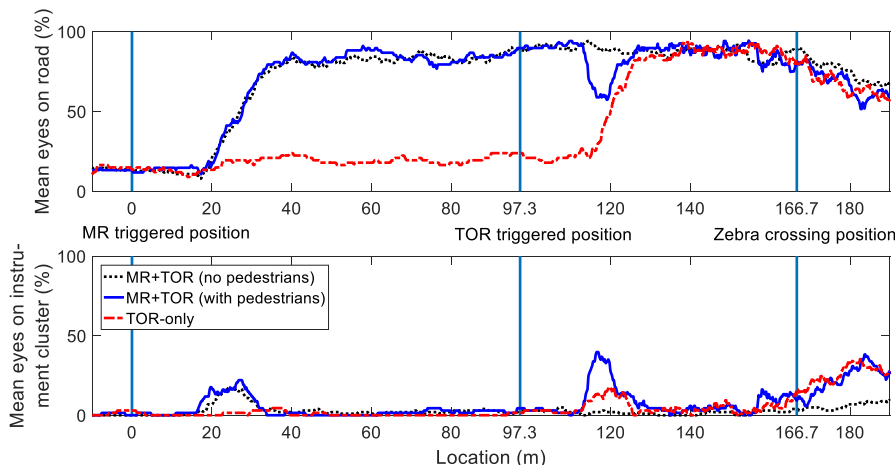 Mean eyes on road (%)
100
50
0
0
20
40
60
80
97.3
120
140
166.7
180
MR triggered position
TOR triggered position
Zebra crossing position
Mean eyes on instru-
ment cluster (%)
100
50
0
MR+TOR (no pedestrians)
MR+TOR (with pedestrians)
TOR-only
0
20
40
60
80
97.3
120
140
166.7
180
Location (m)